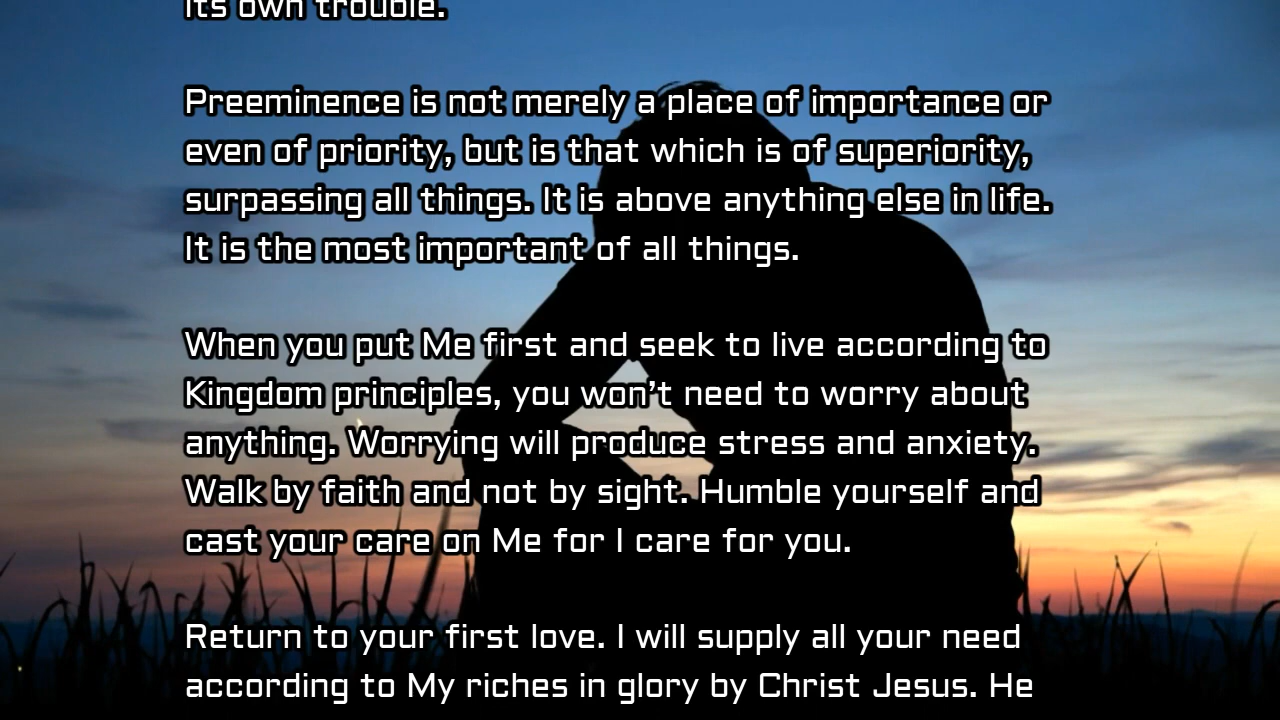 its own trouble.
Preeminence is not merely a place of importance or
even of priority, but is that which is of superiority,
surpassing all things. It is above anything else in life.
It is the most important of all things.
When you put Me first and seek to live according to
Kingdom principles, you won’t need to worry about
anything. Worrying will produce stress and anxiety.
Walk by faith and not by sight. Humble yourself and
cast your care on Me for I care for you.
Return to your first love. I will supply all your need
according to My riches in glory by Christ Jesus. He